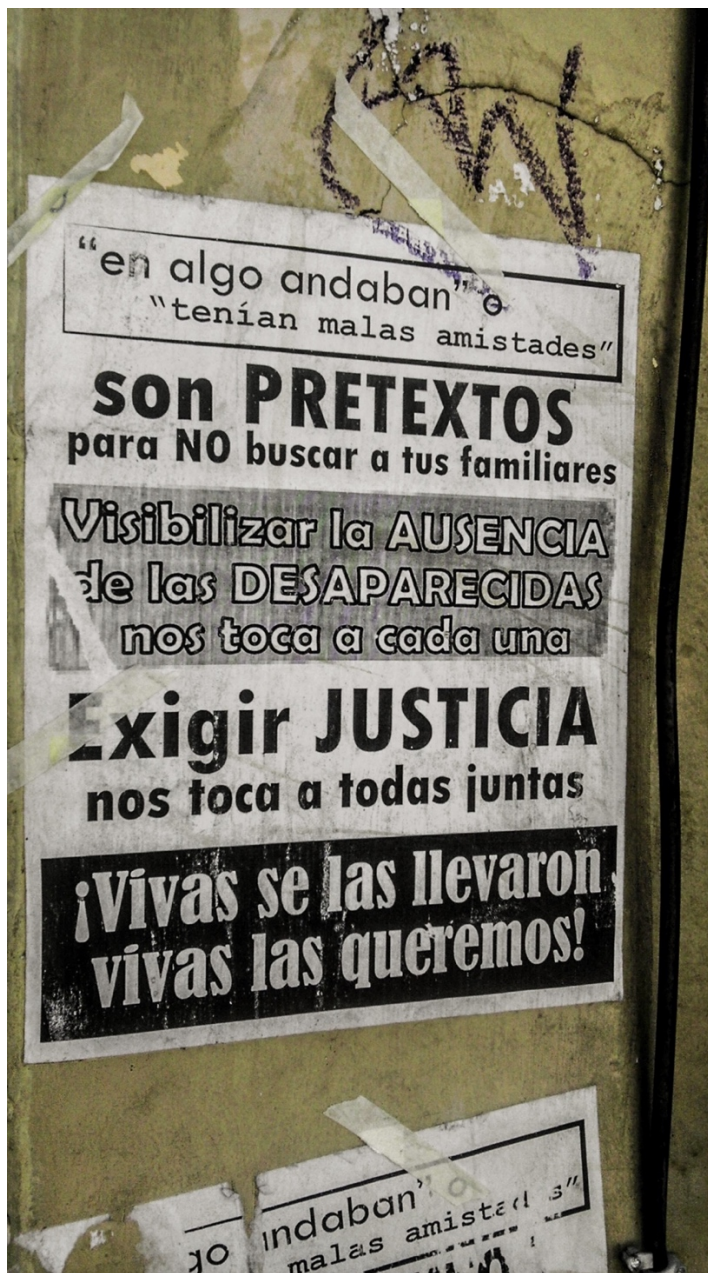 “en algo andaban” o
“tenían malas amistades”
son PRETEXTOS
para NO buscar a tus familiares
Visibilizar la AUSENCIA
de las DESAPARECIDAS
nos toca a cada una
Exigir JUSTICIA
nos toca a todas juntas
¡Vivas se las llevaron
vivas las queremos!
go andaban” o
malas amistades”